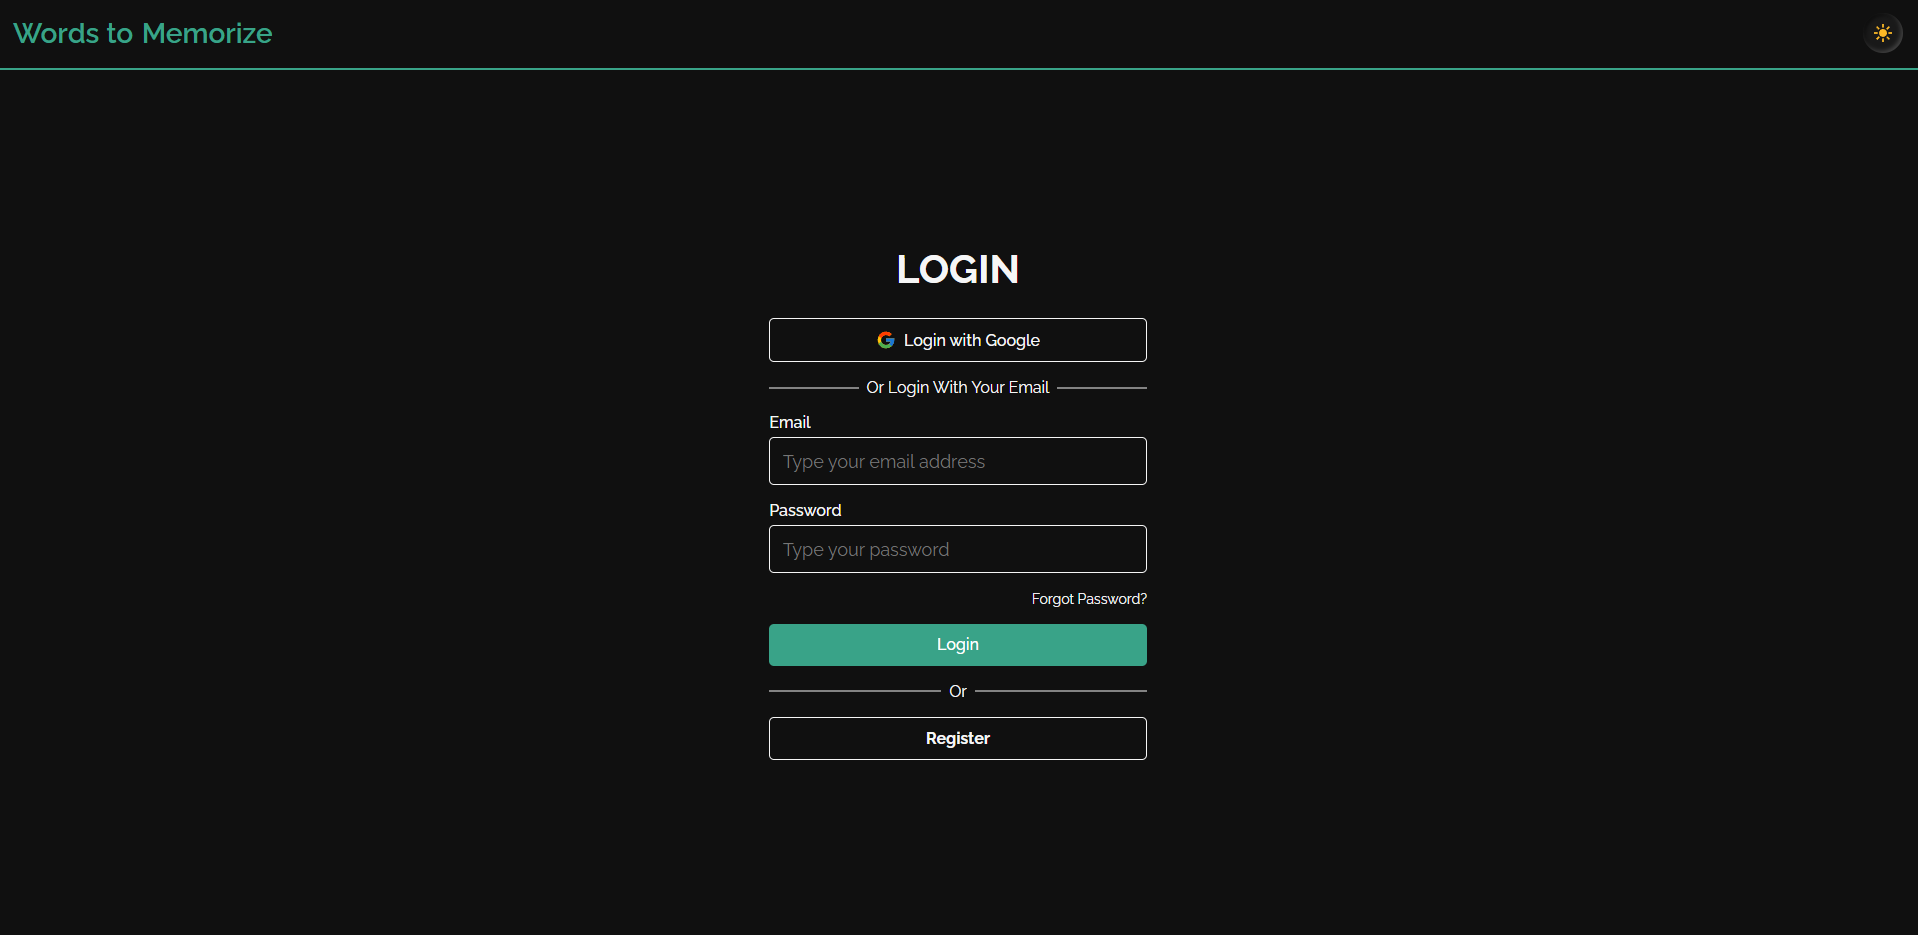 Words to Memorize
LOGIN
Login with Google
Or Login With Your Email
Email
Type your email address
Password
Type your password
Forgot Password?
Login
Or
Register